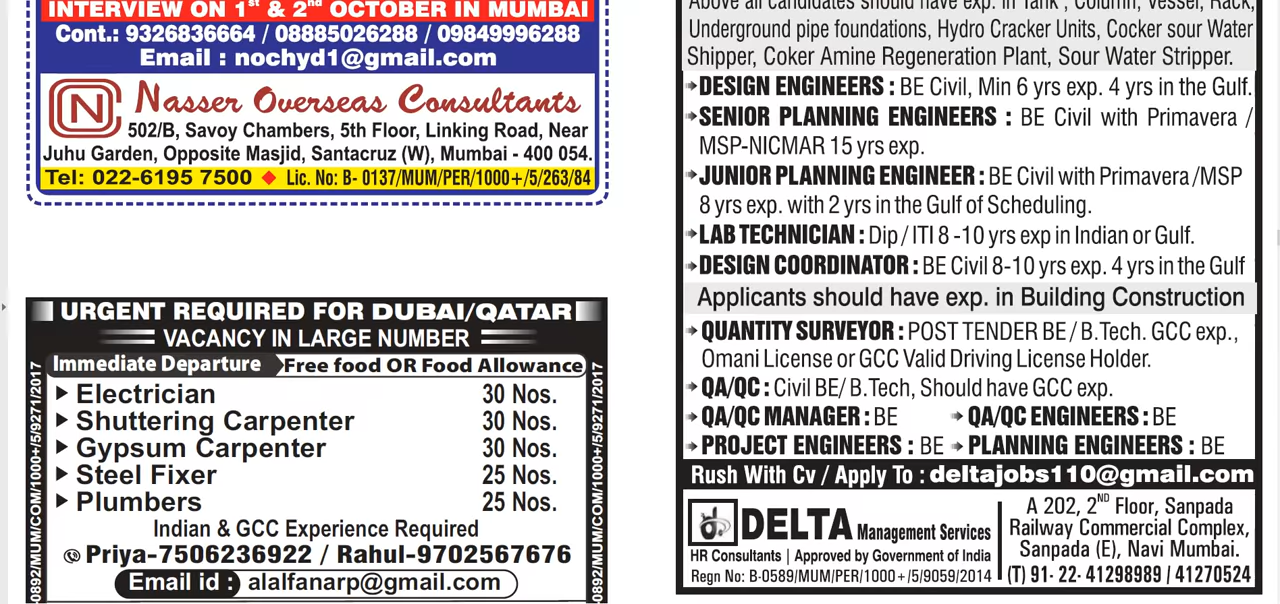 INTERVIEW ON 1st & 2nd OCTOBER IN MUMBAI
Cont.: 9326836664 / 08885026288 / 09849996288
Email : nochyd1@gmail.com
N Nasser Overseas Consultants
502/B, Savoy Chambers, 5th Floor, Linking Road, Near
Juhu Garden, Opposite Masjid, Santacruz (W), Mumbai - 400 054.
Tel: 022-6195 7500 ◆ Lic. No: B- 0137/MUM/PER/1000+/5/263/84
URGENT REQUIRED FOR DUBAI/QATAR
VACANCY IN LARGE NUMBER
Immediate Departure Free food OR Food Allowance
Electrician 30 Nos.
Shuttering Carpenter 30 Nos.
Gypsum Carpenter 30 Nos.
Steel Fixer 25 Nos.
Plumbers 25 Nos.
Indian & GCC Experience Required
Priya-7506236922 / Rahul-9702567676
Email id : alalfanarp@gmail.com
0892/MUM/COM/1000+/5/9271/2017
0892/MUM/COM/1000+/5/9271/2017
Above all candidates should have exp. in Tank , Column, Vessel, Rack,
Underground pipe foundations, Hydro Cracker Units, Cocker sour Water
Shipper, Coker Amine Regeneration Plant, Sour Water Stripper.
DESIGN ENGINEERS : BE Civil, Min 6 yrs exp. 4 yrs in the Gulf.
SENIOR PLANNING ENGINEERS : BE Civil with Primavera /
MSP-NICMAR 15 yrs exp.
JUNIOR PLANNING ENGINEER : BE Civil with Primavera /MSP
8 yrs exp. with 2 yrs in the Gulf of Scheduling.
LAB TECHNICIAN : Dip / ITI 8 -10 yrs exp in Indian or Gulf.
DESIGN COORDINATOR : BE Civil 8-10 yrs exp. 4 yrs in the Gulf
Applicants should have exp. in Building Construction
QUANTITY SURVEYOR : POST TENDER BE / B.Tech. GCC exp.,
Omani License or GCC Valid Driving License Holder.
QA/QC : Civil BE/ B.Tech, Should have GCC exp.
QA/QC MANAGER : BE QA/QC ENGINEERS : BE
PROJECT ENGINEERS : BE PLANNING ENGINEERS : BE
Rush With Cv / Apply To : deltajobs110@gmail.com
DELTA Management Services
HR Consultants | Approved by Government of India
Regn No: B-0589/MUM/PER/1000+/5/9059/2014
A 202, 2ND Floor, Sanpada
Railway Commercial Complex,
Sanpada (E), Navi Mumbai.
(T) 91- 22- 41298989 / 41270524